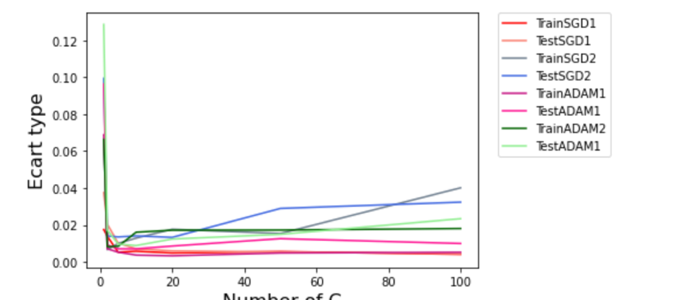 Ecart type
0.12
0.10
0.08
0.06
0.04
0.02
0.00
0 20 40 60 80 100
Number of C
TrainSGD1
TestSGD1
TrainSGD2
TestSGD2
TrainADAM1
TestADAM1
TrainADAM2
TestADAM1